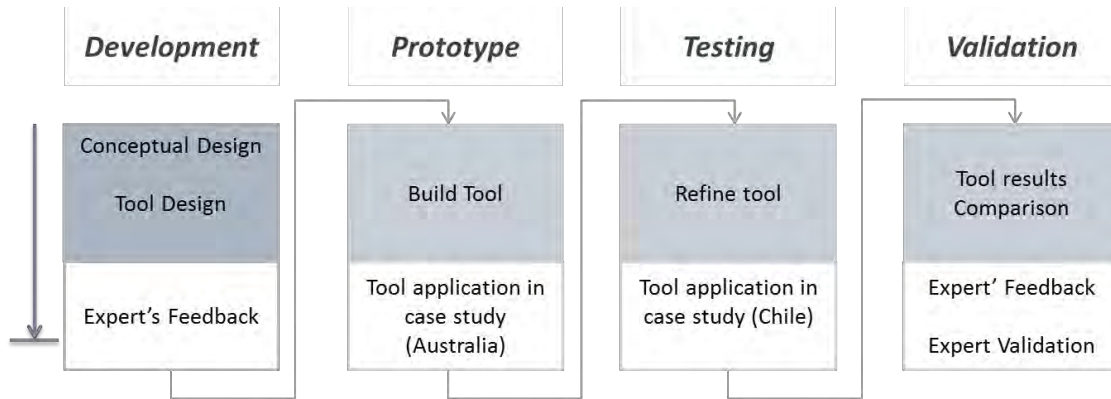 Development
Prototype
Testing
Validation
Conceptual Design
Tool Design
Expert's Feedback
Build Tool
Tool application in
case study
(Australia)
Refine tool
Tool application in
case study (Chile)
Tool results
Comparison
Expert' Feedback
Expert Validation